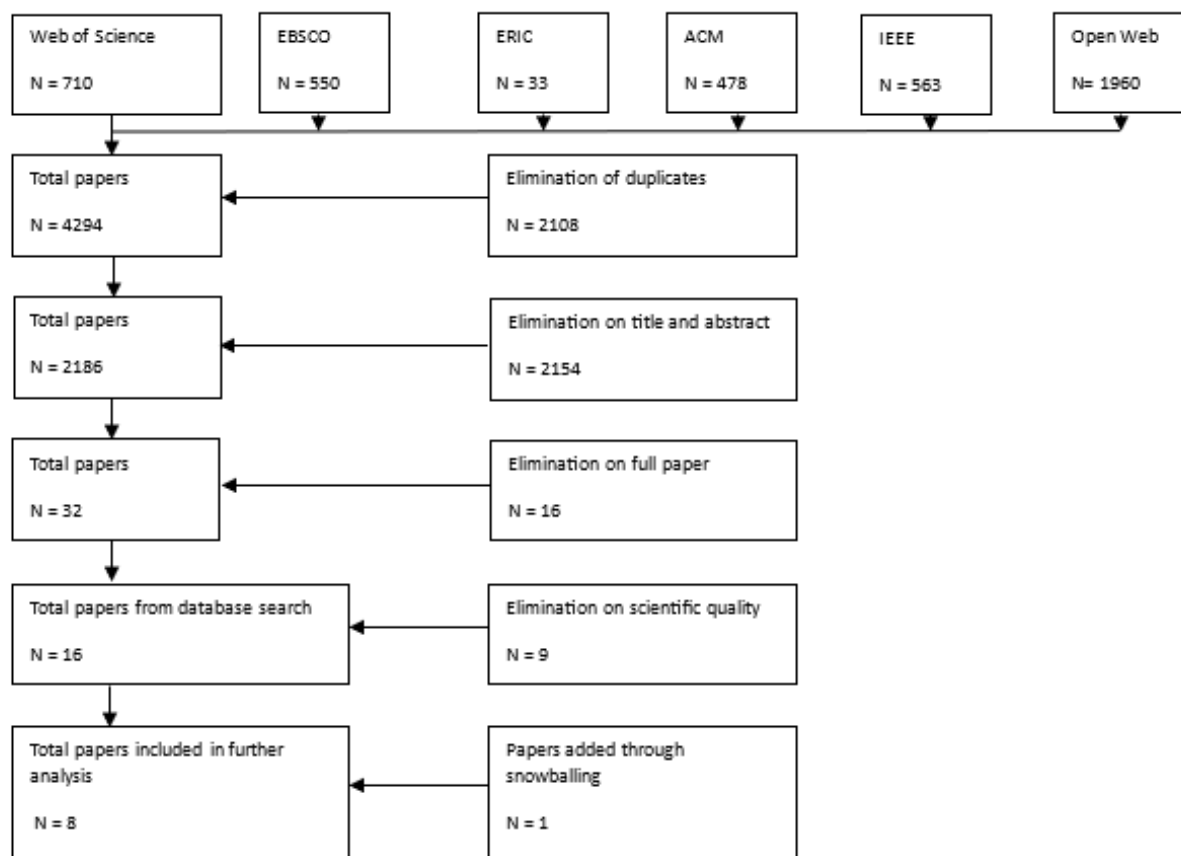 Web of Science
N = 710
EBSCO
N = 550
ERIC
N = 33
ACM
N = 478
IEEE
N = 563
Open Web
N= 1960
Total papers
N = 4294
Elimination of duplicates
N = 2108
Total papers
N = 2186
Elimination on title and abstract
N = 2154
Total papers
N = 32
Elimination on full paper
N = 16
Total papers from database search
N = 16
Elimination on scientific quality
N = 9
Total papers included in further
analysis
N = 8
Papers added through
snowballing
N = 1